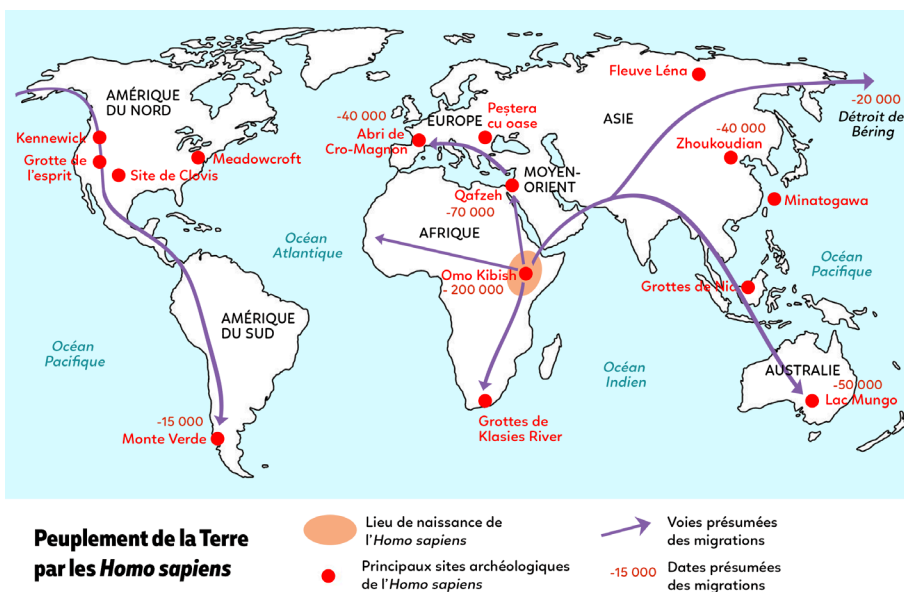 AMÉRIQUE
DU NORD
Kennewick
Grotte de
l'esprit
Site de Clovis
Meadowcroft
Océan
Atlantique
Océan
Pacifique
AMÉRIQUE
DU SUD
-15 000
Monte Verde
-40 000
EUROPE
Abri de
Cro-Magnon
Peștera
cu oase
MOYEN-
ORIENT
Qafzeh
-70 000
AFRIQUE
Omo Kibish
- 200 000
Grottes de
Klasies River
Fleuve Léna
ASIE
-20 000
Détroit de
Béring
-40 000
Zhoukoudian
Minatogawa
Océan
Pacifique
Grottes de Nia
Océan
Indien
AUSTRALIE
-50 000
Lac Mungo
Peuplement de la Terre
par les Homo sapiens
Lieu de naissance de
l'Homo sapiens
Principaux sites archéologiques
de l'Homo sapiens
Voies présumées
des migrations
-15 000
Dates présumées
des migrations